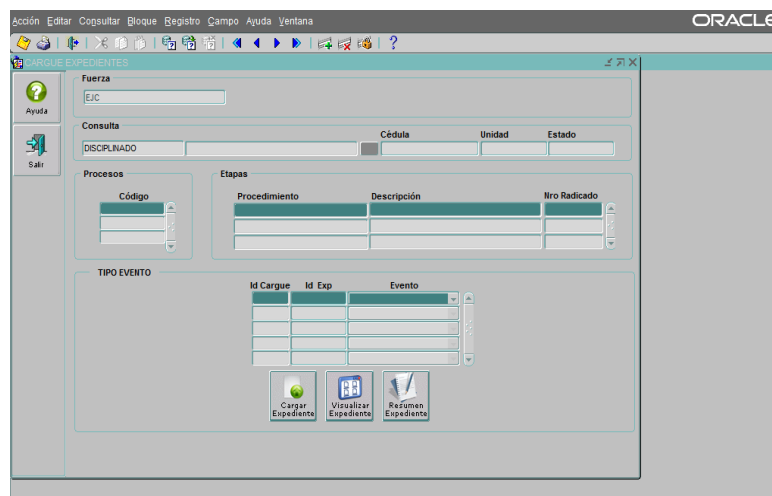 Acción Editar Consultar Bloque Registro Campo Ayuda Ventana
ORACLE
CARGUE EXPEDIENTES
Ayuda
Salir
Fuerza
EJC
Consulta
Cédula Unidad Estado
DISCIPLINADO
Procesos
Código
Etapas
Procedimiento Descripción Nro Radicado
TIPO EVENTO
Id Cargue Id Exp Evento
Cargar Expediente
Visualizar Expediente
Resumen Expediente